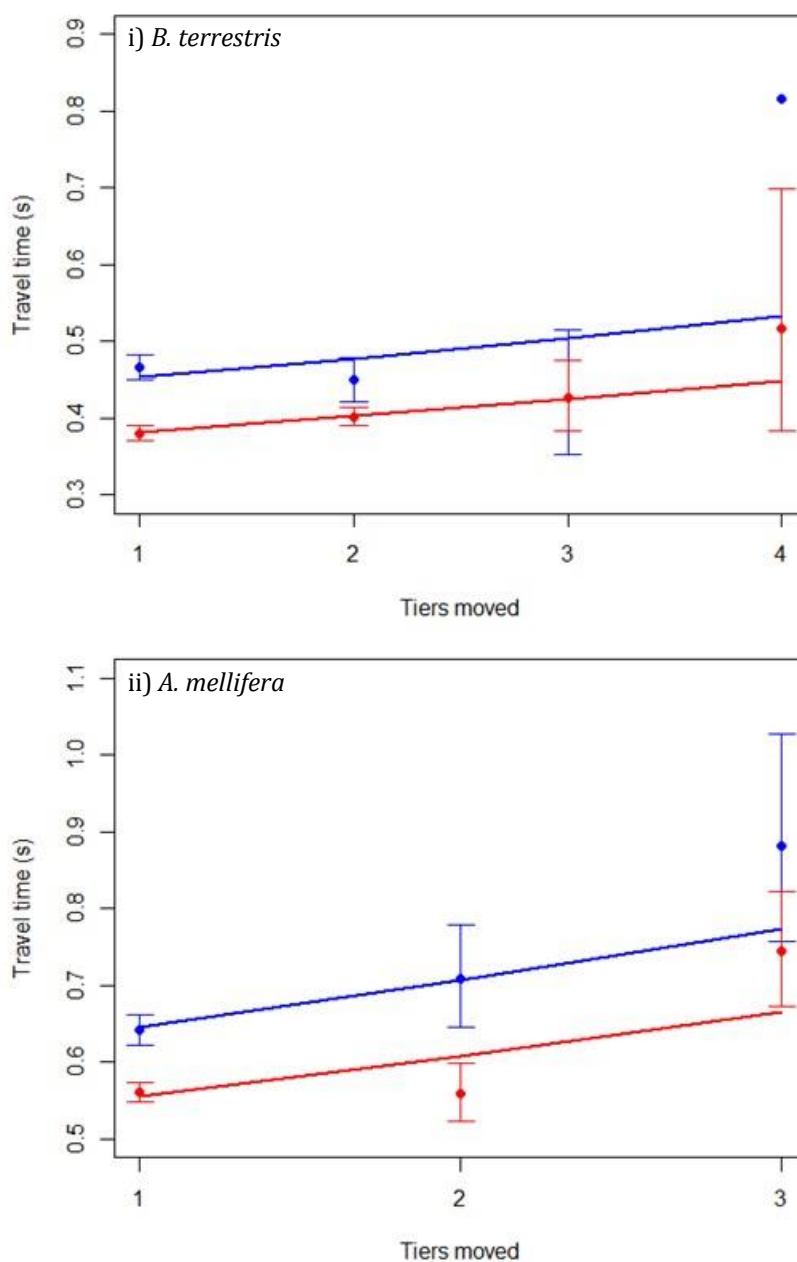 i) B. terrestris
0.9
0.8
0.7
0.6
0.5
0.4
0.3
Travel time (s)
1 2 3 4
Tiers moved
ii) A. mellifera
1.1
1.0
0.9
0.8
0.7
0.6
0.5
Travel time (s)
1 2 3
Tiers moved